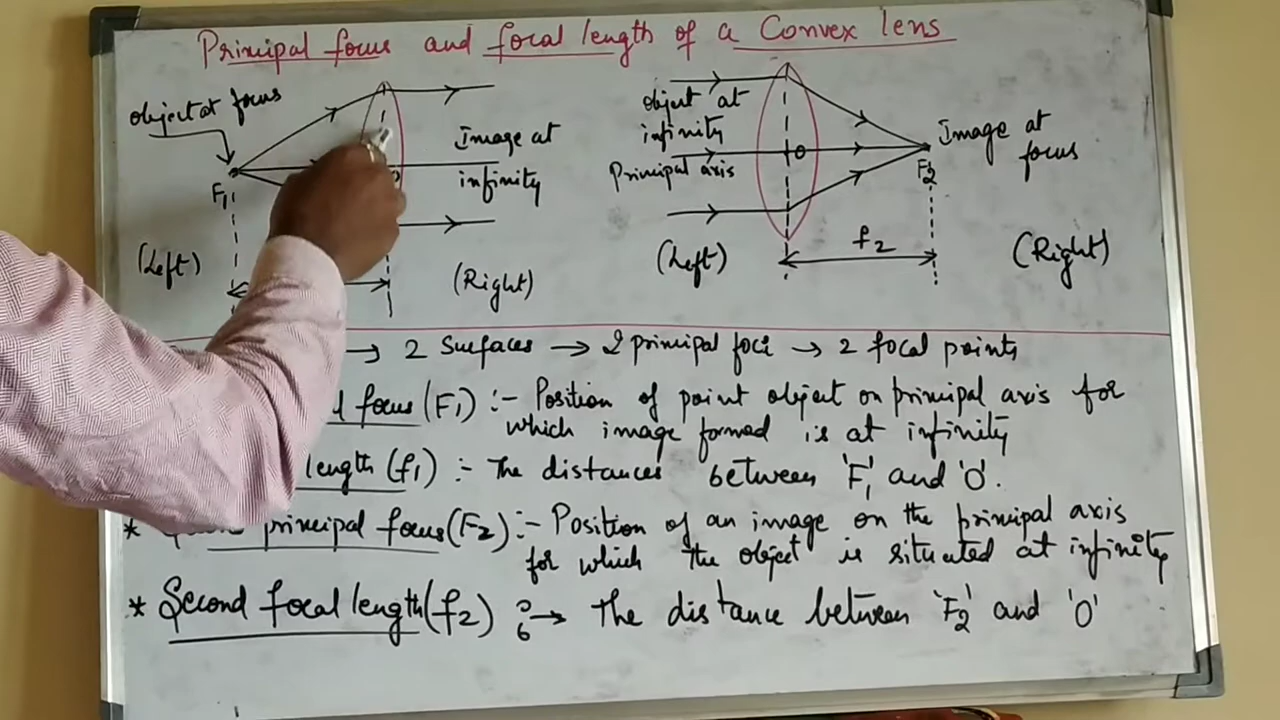 Principal focus and focal length of a Convex lens
object at focus
Image at
infinity
F1
(Left)
(Right)
object at
infinity
Principal axis
O
Image at
focus
F2
f2
(Left)
(Right)
→ 2 surfaces → 2 principal foci → 2 focal points
focus (F1) :- Position of point object on principal axis for
which image formed is at infinity
length (f1) :- The distances between 'F1' and 'O'.
* principal focus (F2) :- Position of an image on the principal axis
for which the object is situated at infinity
* Second focal length (f2) :→ The distance between 'F2' and 'O'